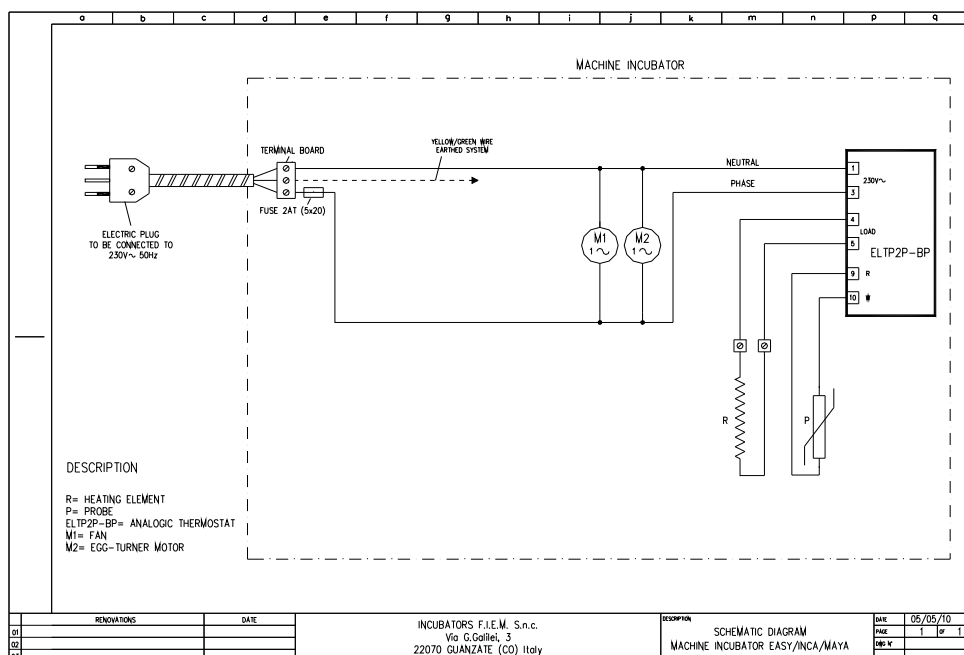 a b c d e f g h i j k m n p q
MACHINE INCUBATOR
TERMINAL BOARD
YELLOW/GREEN WIRE
EARTHED SYSTEM
NEUTRAL
PHASE
FUSE 2AT (5x20)
ELECTRIC PLUG
TO BE CONNECTED TO
230V~ 50Hz
M1
1~
M2
1~
1
230V~
3
4
LOAD
6
ELTP2P-BP
9 R
10
R
P
DESCRIPTION
R= HEATING ELEMENT
P= PROBE
ELTP2P-BP= ANALOGIC THERMOSTAT
M1= FAN
M2= EGG-TURNER MOTOR
RENOVATIONS DATE
01
02
INCUBATORS F.I.E.M. S.n.c.
Via G.Galilei, 3
22070 GUANZATE (CO) Italy
DESCRIPTION
SCHEMATIC DIAGRAM
MACHINE INCUBATOR EASY/INCA/MAYA
DATE 05/05/10
PAGE 1 OF 1
DWG N°